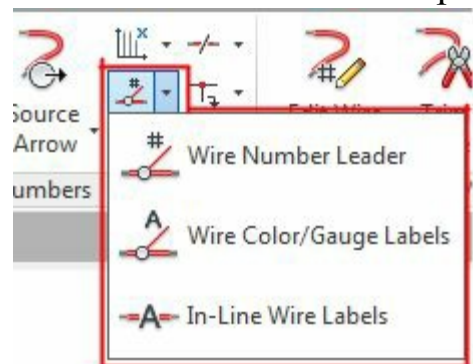 Source
Arrow
umbers
# Wire Number Leader
A Wire Color/Gauge Labels
A In-Line Wire Labels